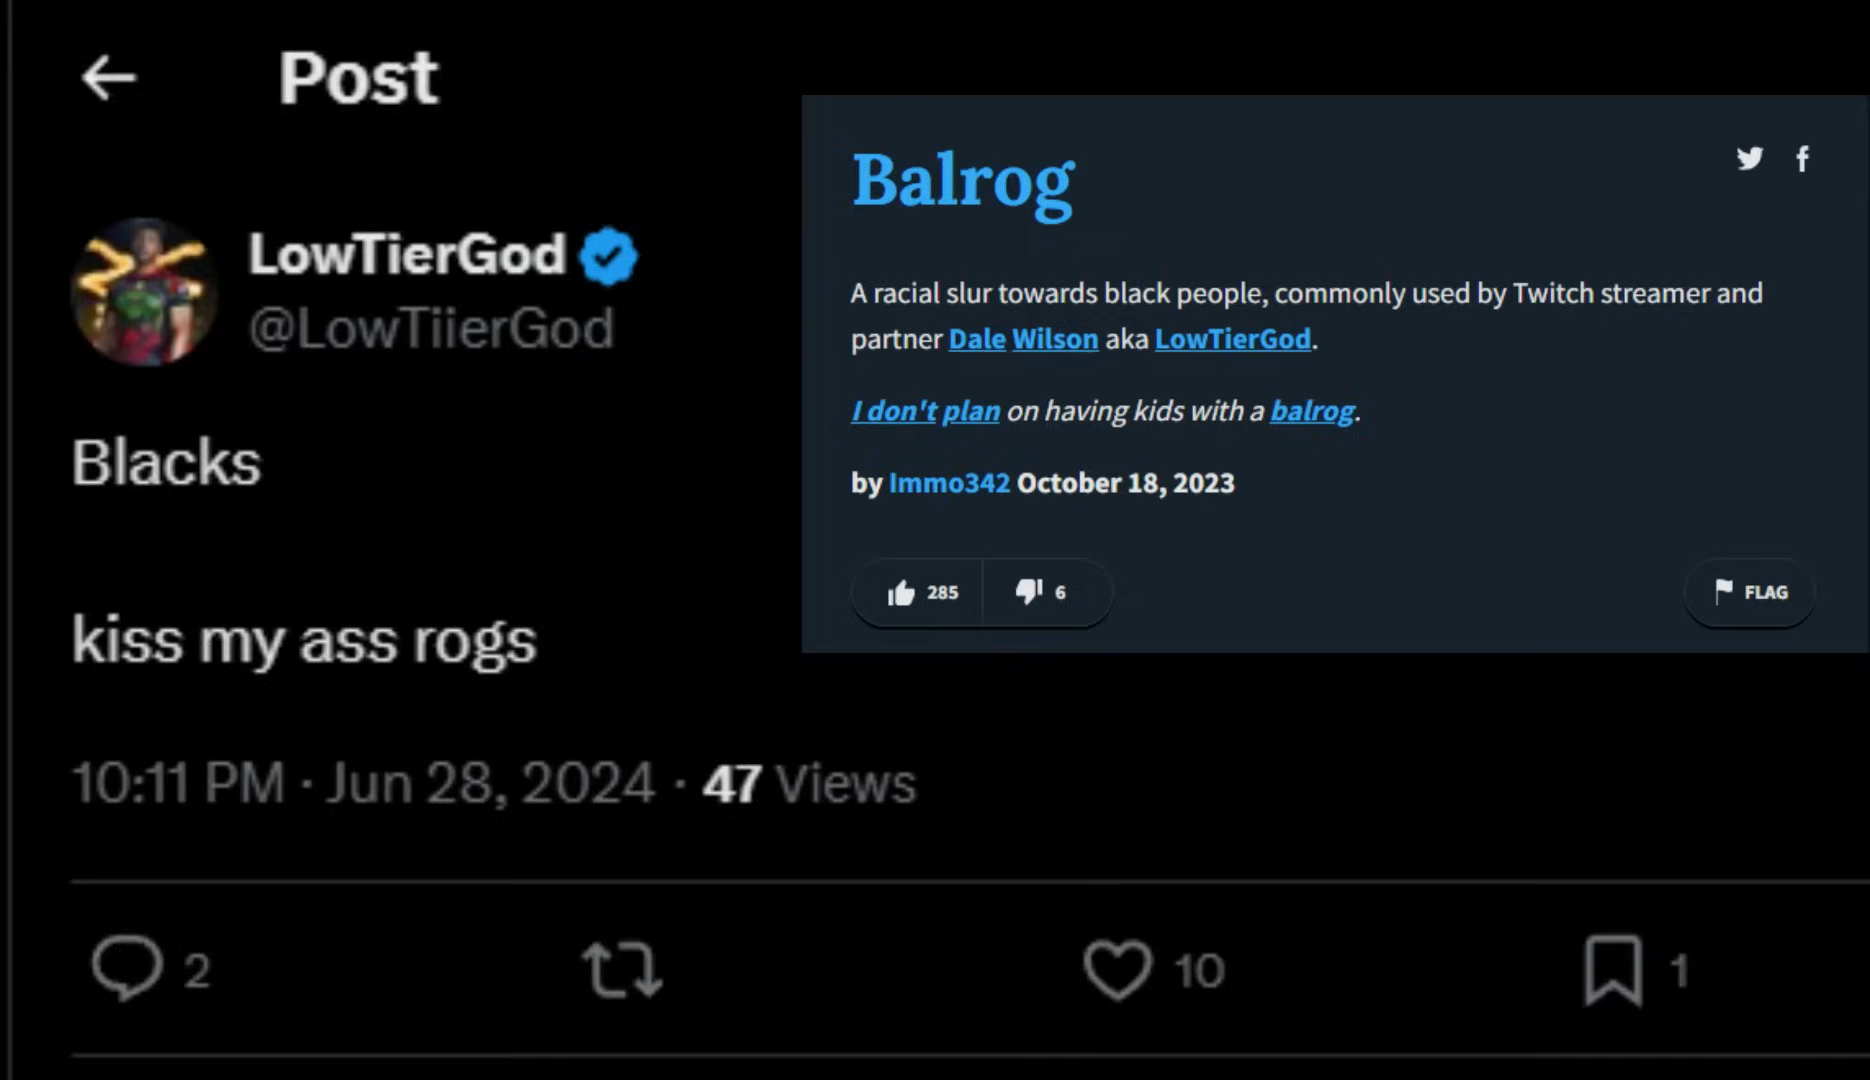 Post
LowTierGod
@LowTiierGod
Blacks
kiss my ass rogs
10:11 PM · Jun 28, 2024 · 47 Views
2
10
1
Balrog
A racial slur towards black people, commonly used by Twitch streamer and
partner Dale Wilson aka LowTierGod.
I don't plan on having kids with a balrog.
by Immo342 October 18, 2023
285
6
FLAG